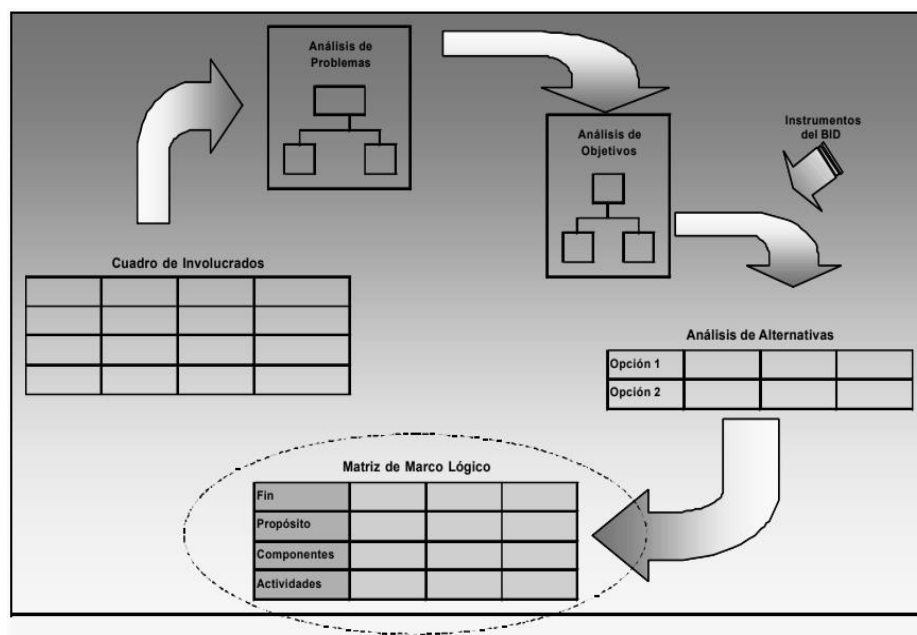 Análisis de
Problemas
Análisis de
Objetivos
Instrumentos
del BID
Cuadro de Involucrados
Análisis de Alternativas
Opción 1
Opción 2
Matriz de Marco Lógico
Fin
Propósito
Componentes
Actividades